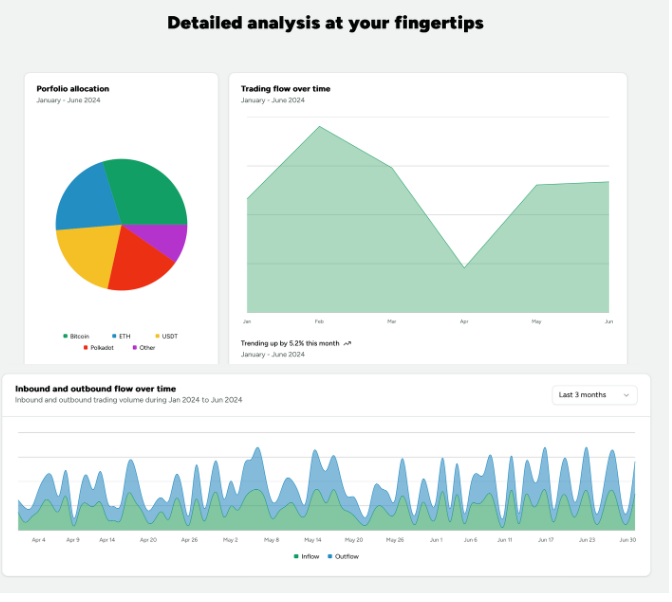 Detailed analysis at your fingertips
Porfolio allocation
January - June 2024
Bitcoin ETH USDT
Polkadot Other
Trading flow over time
January - June 2024
Jan Feb Mar Apr May Jun
Trending up by 5.2% this month
January - June 2024
Inbound and outbound flow over time
Inbound and outbound trading volume during Jan 2024 to Jun 2024
Last 3 months
Apr 4 Apr 9 Apr 14 Apr 20 Apr 26 May 2 May 8 May 14 May 20 May 26 Jun 1 Jun 6 Jun 11 Jun 17 Jun 23 Jun 30
Inflow Outflow